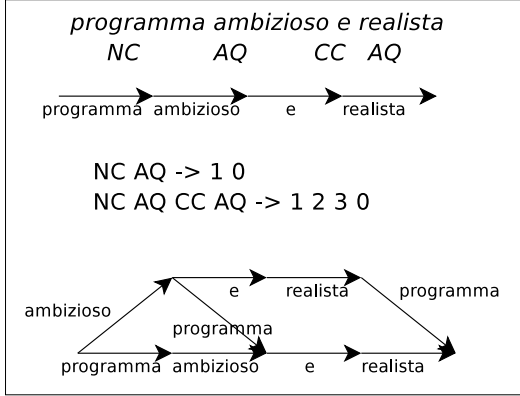 programma ambizioso e realista
NC AQ CC AQ
programma ambizioso e realista
NC AQ -> 1 0
NC AQ CC AQ -> 1 2 3 0
e realista
ambizioso programma
programma
programma ambizioso e realista